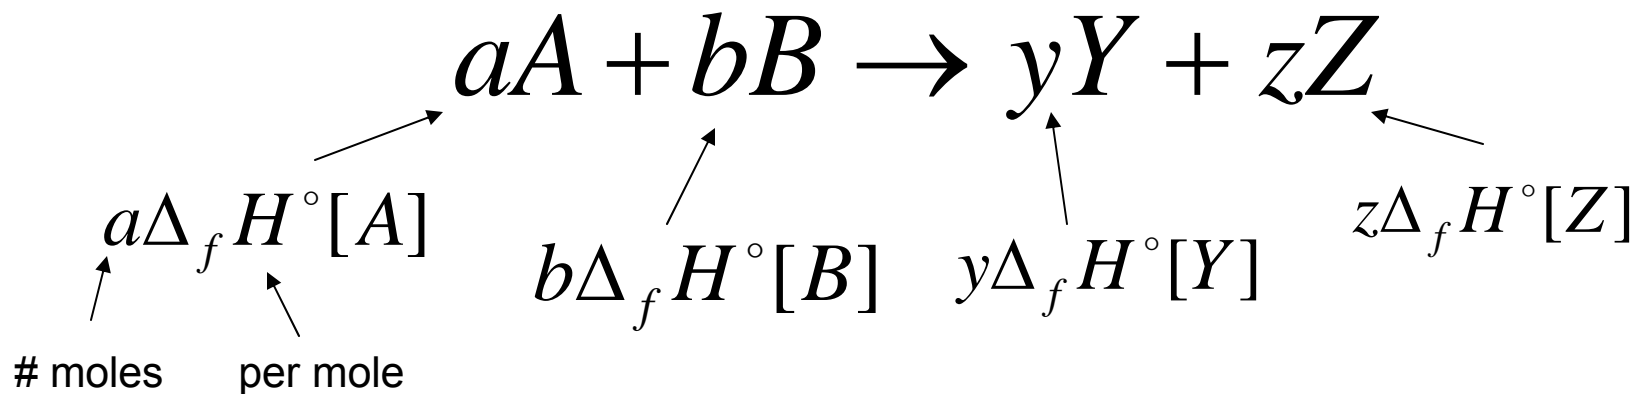 aA + bB → yY + zZ
aΔ_f H°[A]
bΔ_f H°[B]
yΔ_f H°[Y]
zΔ_f H°[Z]
# moles
per mole